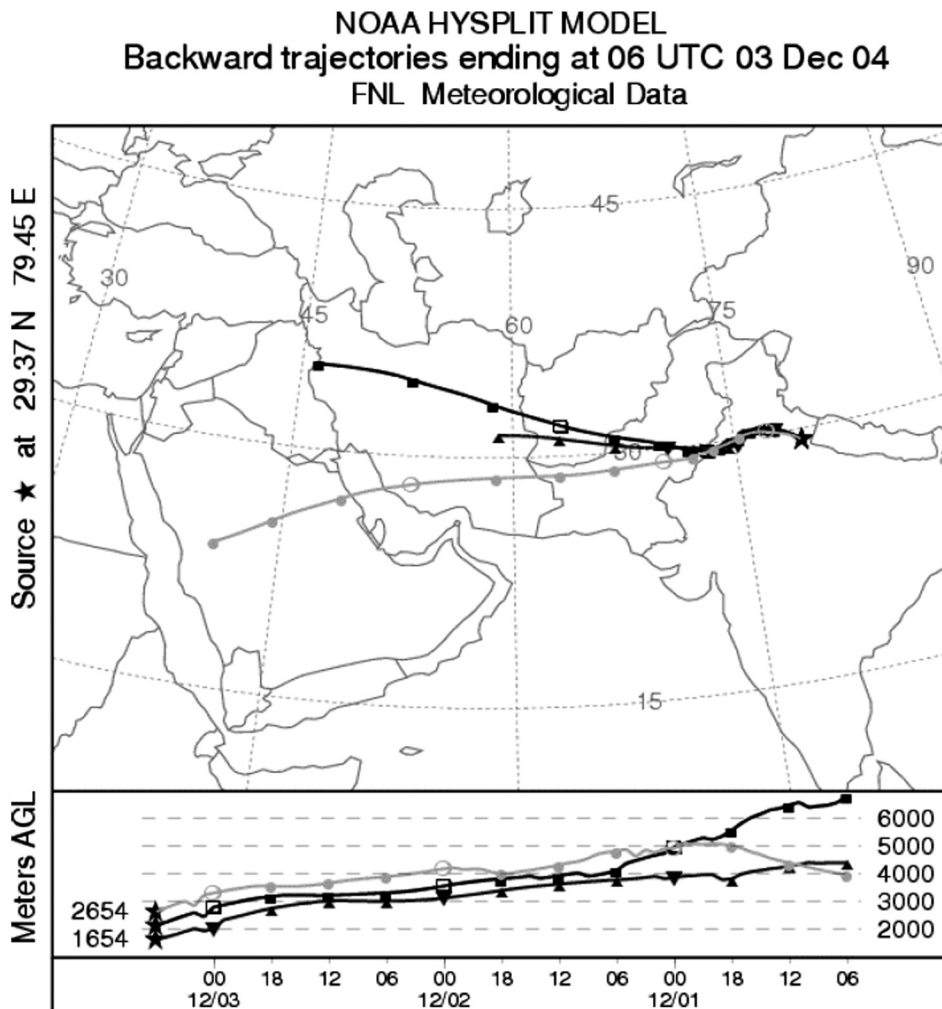 NOAA HYSPLIT MODEL
Backward trajectories ending at 06 UTC 03 Dec 04
FNL Meteorological Data
Source ★ at 29.37 N 79.45 E
45
30
90
45
75
60
30
15
Meters AGL
6000
5000
4000
3000
2000
2654
1654
00 18 12 06 00 18 12 06 00 18 12 06
12/03 12/02 12/01